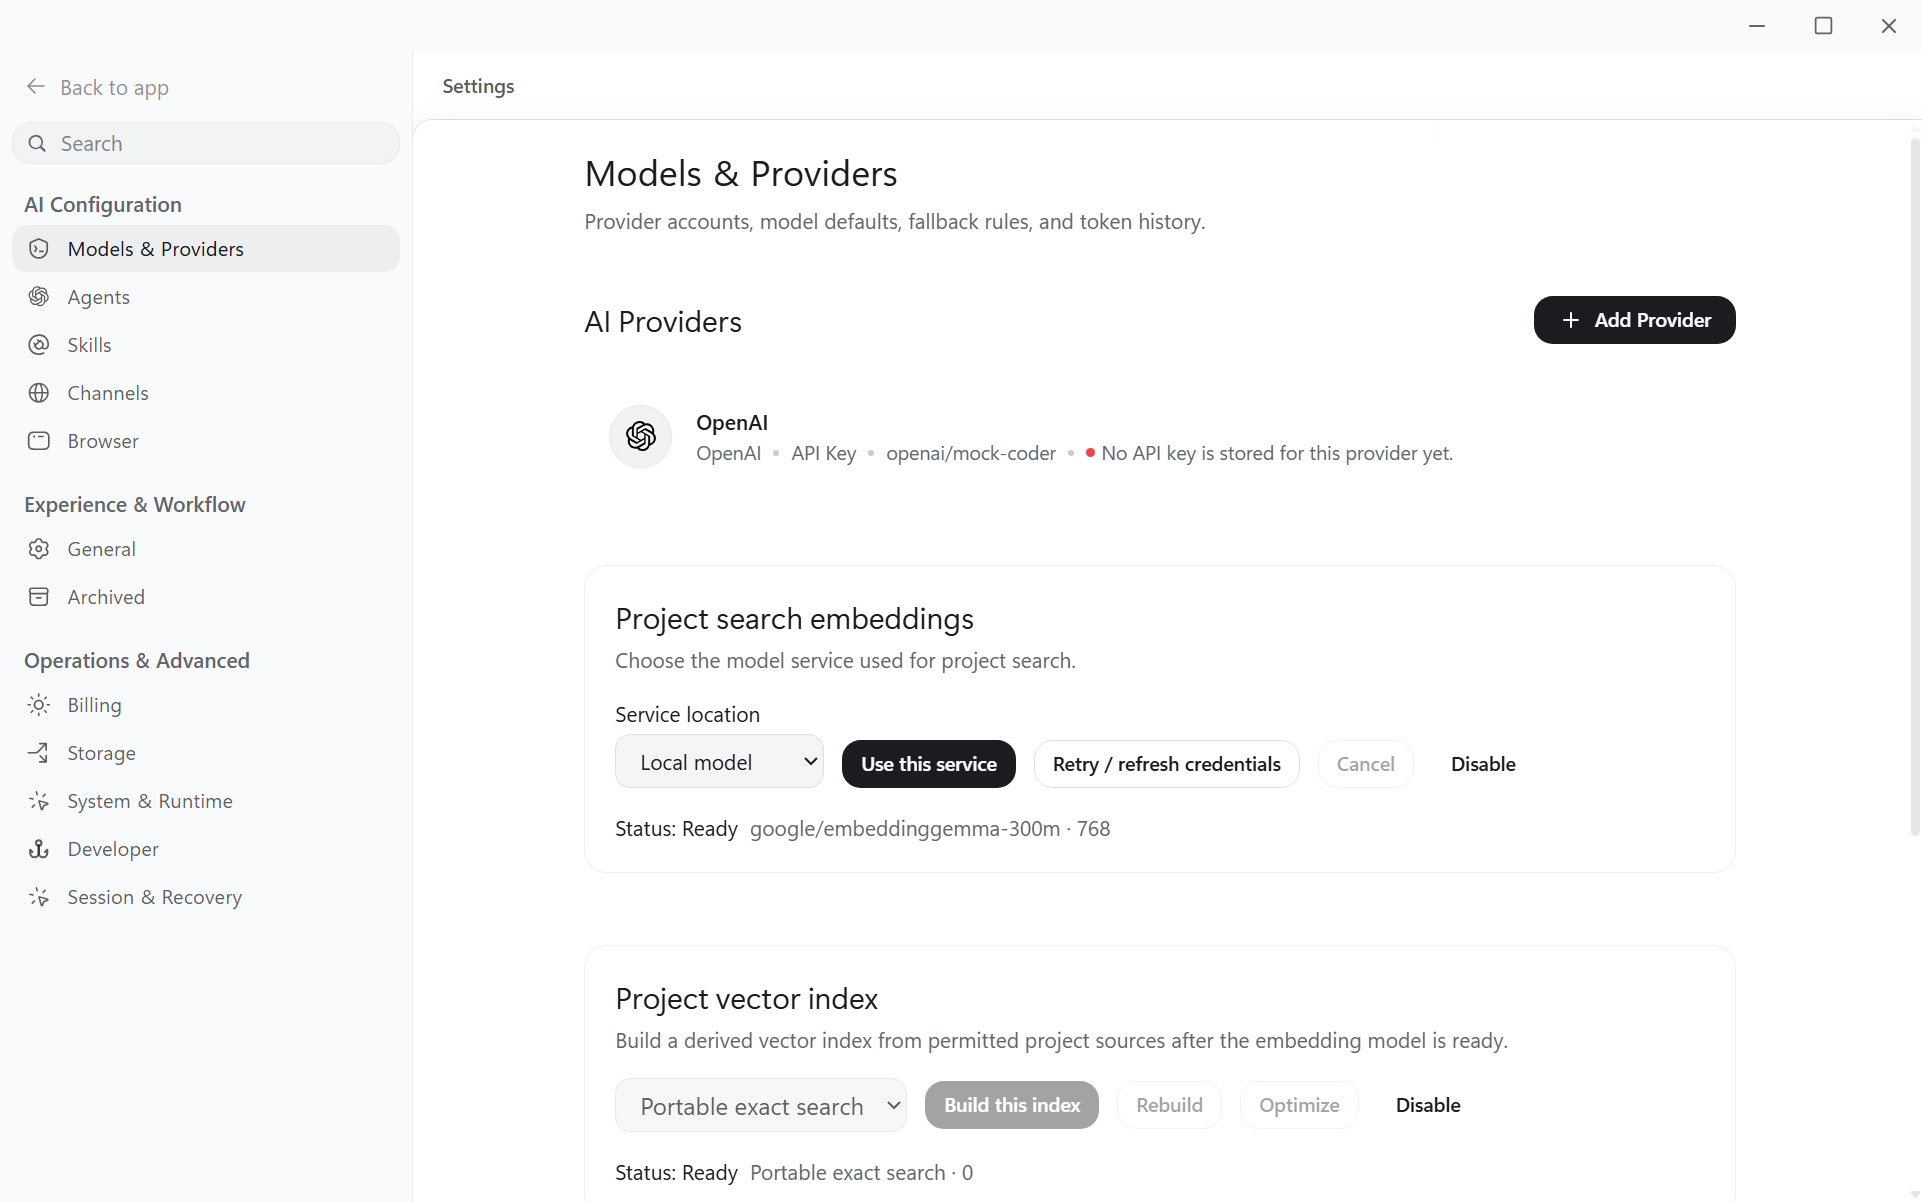 Back to app
Search
AI Configuration
Models & Providers
Agents
Skills
Channels
Browser
Experience & Workflow
General
Archived
Operations & Advanced
Billing
Storage
System & Runtime
Developer
Session & Recovery
Settings
Models & Providers
Provider accounts, model defaults, fallback rules, and token history.
AI Providers
Add Provider
OpenAI
OpenAI • API Key • openai/mock-coder • No API key is stored for this provider yet.
Project search embeddings
Choose the model service used for project search.
Service location
Local model Use this service Retry / refresh credentials Cancel Disable
Status: Ready google/embeddinggemma-300m · 768
Project vector index
Build a derived vector index from permitted project sources after the embedding model is ready.
Portable exact search Build this index Rebuild Optimize Disable
Status: Ready Portable exact search · 0